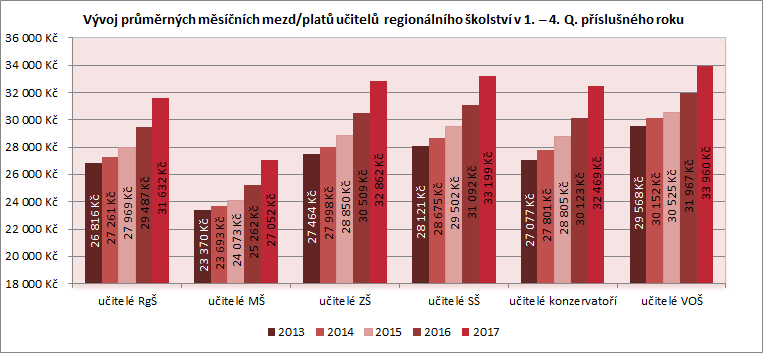 Vývoj průměrných měsíčních mezd/platů učitelů regionálního školství v 1. – 4. Q. příslušného roku
36 000 Kč
34 000 Kč
32 000 Kč
30 000 Kč
28 000 Kč
26 000 Kč
24 000 Kč
22 000 Kč
20 000 Kč
18 000 Kč
26 816 Kč
27 261 Kč
27 969 Kč
29 487 Kč
31 632 Kč
23 370 Kč
23 693 Kč
24 073 Kč
25 262 Kč
27 052 Kč
27 464 Kč
27 998 Kč
28 850 Kč
30 509 Kč
32 862 Kč
28 121 Kč
28 675 Kč
29 502 Kč
31 092 Kč
33 199 Kč
27 077 Kč
27 801 Kč
28 805 Kč
30 123 Kč
32 469 Kč
29 568 Kč
30 152 Kč
30 525 Kč
31 967 Kč
33 960 Kč
učitelé RgŠ
učitelé MŠ
učitelé ZŠ
učitelé SŠ
učitelé konzervatoří
učitelé VOŠ
2013
2014
2015
2016
2017